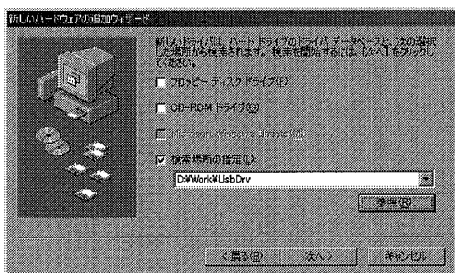 新しいハードウェアの追加ウィザード
新しいドライバは、ハード ドライブのドライバ データベースと、次の選択
した場所から検索されます。検索を開始するには、[次へ] をクリックし
てください。
フロッピー ディスク ドライブ(F)
CD-ROM ドライブ(C)
Microsoft Windows Update(M)
検索場所の指定(L)
D:¥Work¥UsbDrv
参照(R)
< 戻る(B)
次へ >
キャンセル